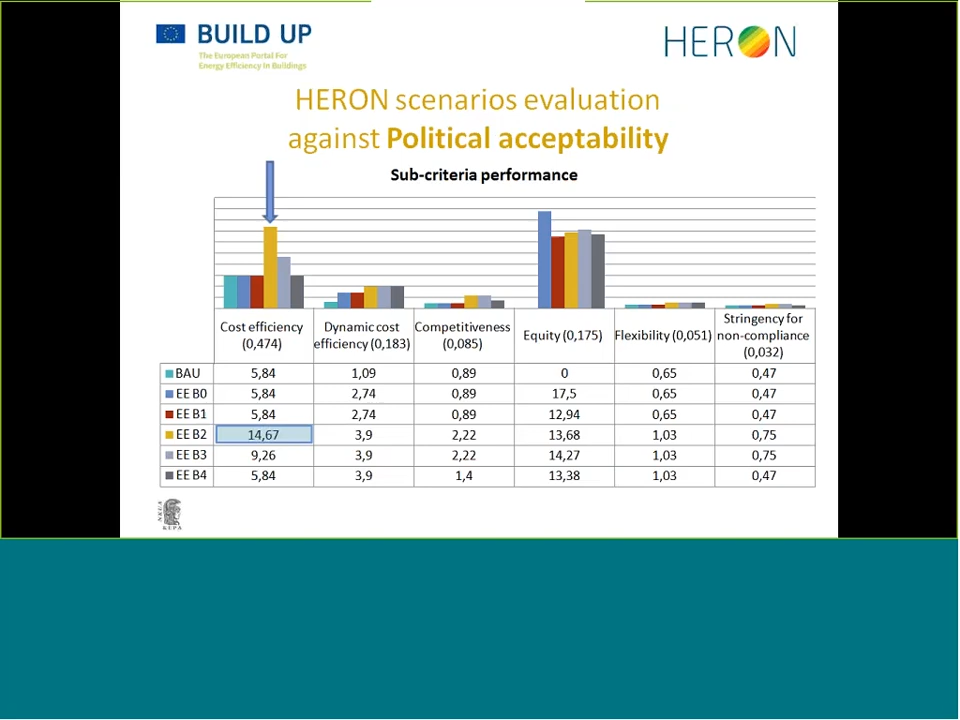 BUILD UP
The European Portal For
Energy Efficiency In Buildings
HERON
HERON scenarios evaluation
against Political acceptability
Sub-criteria performance
Cost efficiency
(0,474)
Dynamic cost
efficiency (0,183)
Competitiveness
(0,085)
Equity (0,175)
Flexibility (0,051)
Stringency for
non-compliance
(0,032)
BAU 5,84 1,09 0,89 0 0,65 0,47
EE B0 5,84 2,74 0,89 17,5 0,65 0,47
EE B1 5,84 2,74 0,89 12,94 0,65 0,47
EE B2 14,67 3,9 2,22 13,68 1,03 0,75
EE B3 9,26 3,9 2,22 14,27 1,03 0,75
EE B4 5,84 3,9 1,4 13,38 1,03 0,47
KEPA